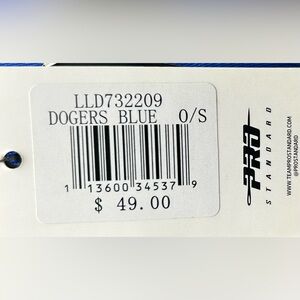 LLD732209
DOGERS BLUE O/S
1 13600 34537 9
$ 49.00
PRO
STANDARD
WWW.TEAMPROSTANDARD.COM
@PROSTANDARD